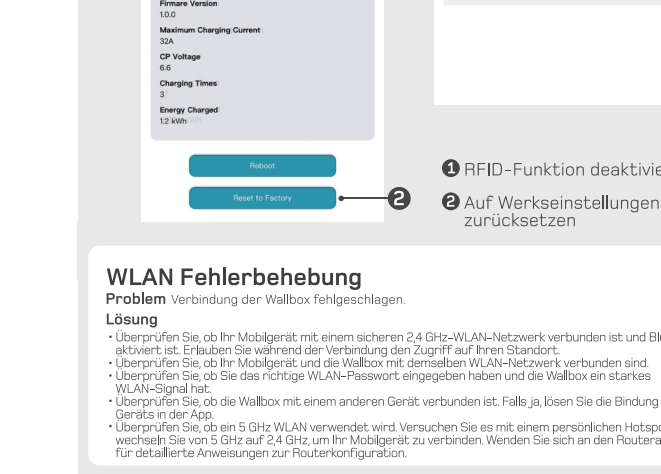 Firmare Version
1.0.0
Maximum Charging Current
32A
CP Voltage
6.6
Charging Times
3
Energy Charged
1.2 kWh
Reboot
Reset to Factory
2
1 RFID-Funktion
2 Auf Werkseinstellungen
zurücksetzen
WLAN Fehlerbehebung
Problem Verbindung der Wallbox fehlgeschlagen.
Lösung
• Überprüfen Sie, ob Ihr Mobilgerät mit einem sicheren 2,4 GHz-WLAN-Netzwerk verbunden ist und
aktiviert ist. Erlauben Sie während der Verbindung den Zugriff auf Ihren Standort.
• Überprüfen Sie, ob Ihr Mobilgerät und die Wallbox mit demselben WLAN-Netzwerk verbunden sind.
• Überprüfen Sie, ob Sie das richtige WLAN-Passwort eingegeben haben und die Wallbox ein starkes
WLAN-Signal hat.
• Überprüfen Sie, ob die Wallbox mit einem anderen Gerät verbunden ist. Falls ja, lösen Sie die Bindung
Geräts in der App.
• Überprüfen Sie, ob ein 5 GHz WLAN verwendet wird. Versuchen Sie es mit einem persönlichen
wechseln Sie von 5 GHz auf 2,4 GHz, um Ihr Mobilgerät zu verbinden. Wenden Sie sich an den
für detaillierte Anweisungen zur Routerkonfiguration.